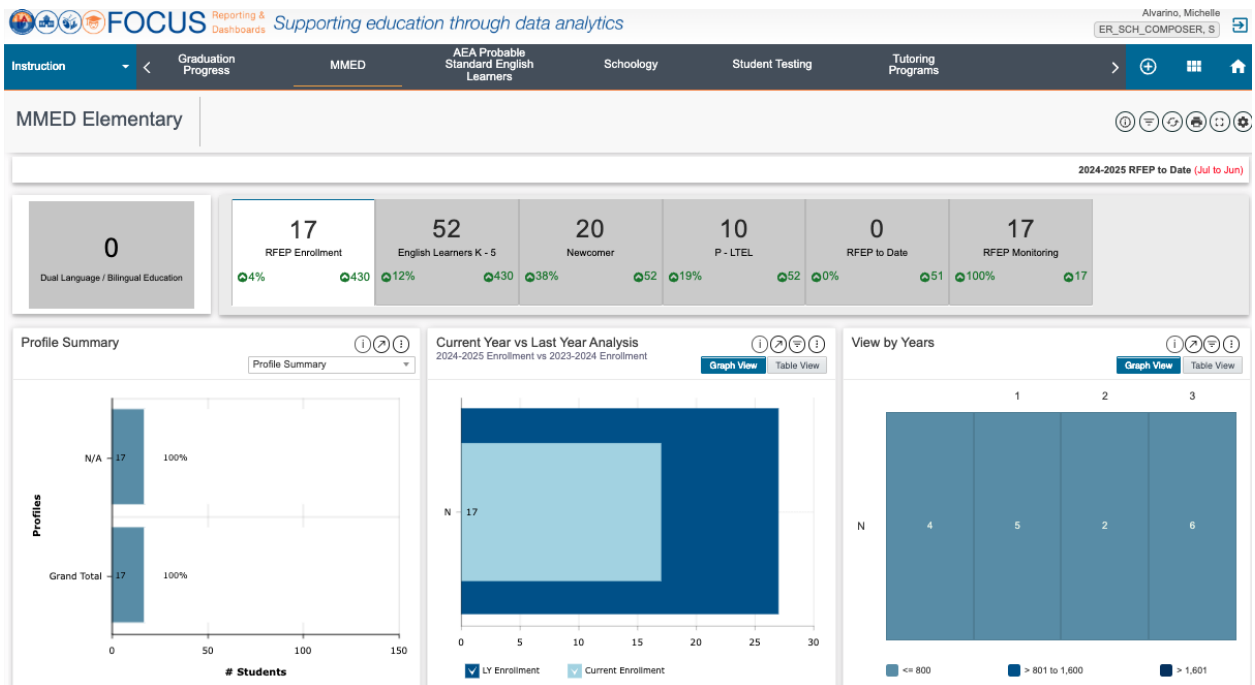 FOCUS Reporting & Dashboards Supporting education through data analytics
Alvarino, Michelle
ER_SCH_COMPOSER, S
Instruction
Graduation Progress
MMED
AEA Probable Standard English Learners
Schoology
Student Testing
Tutoring Programs
MMED Elementary
2024-2025 RFEP to Date (Jul to Jun)
0
Dual Language / Bilingual Education
17
RFEP Enrollment
4% 430
52
English Learners K - 5
12% 430
20
Newcomer
38% 52
10
P - LTEL
19% 52
0
RFEP to Date
0% 51
17
RFEP Monitoring
100% 17
Profile Summary
Profile Summary
Profiles
N/A 17 100%
Grand Total 17 100%
0 50 100 150
# Students
Current Year vs Last Year Analysis
2024-2025 Enrollment vs 2023-2024 Enrollment
Graph View Table View
N 17
0 5 10 15 20 25 30
LY Enrollment Current Enrollment
View by Years
Graph View Table View
1 2 3
N 4 5 2 6
<= 800 > 801 to 1,600 > 1,601